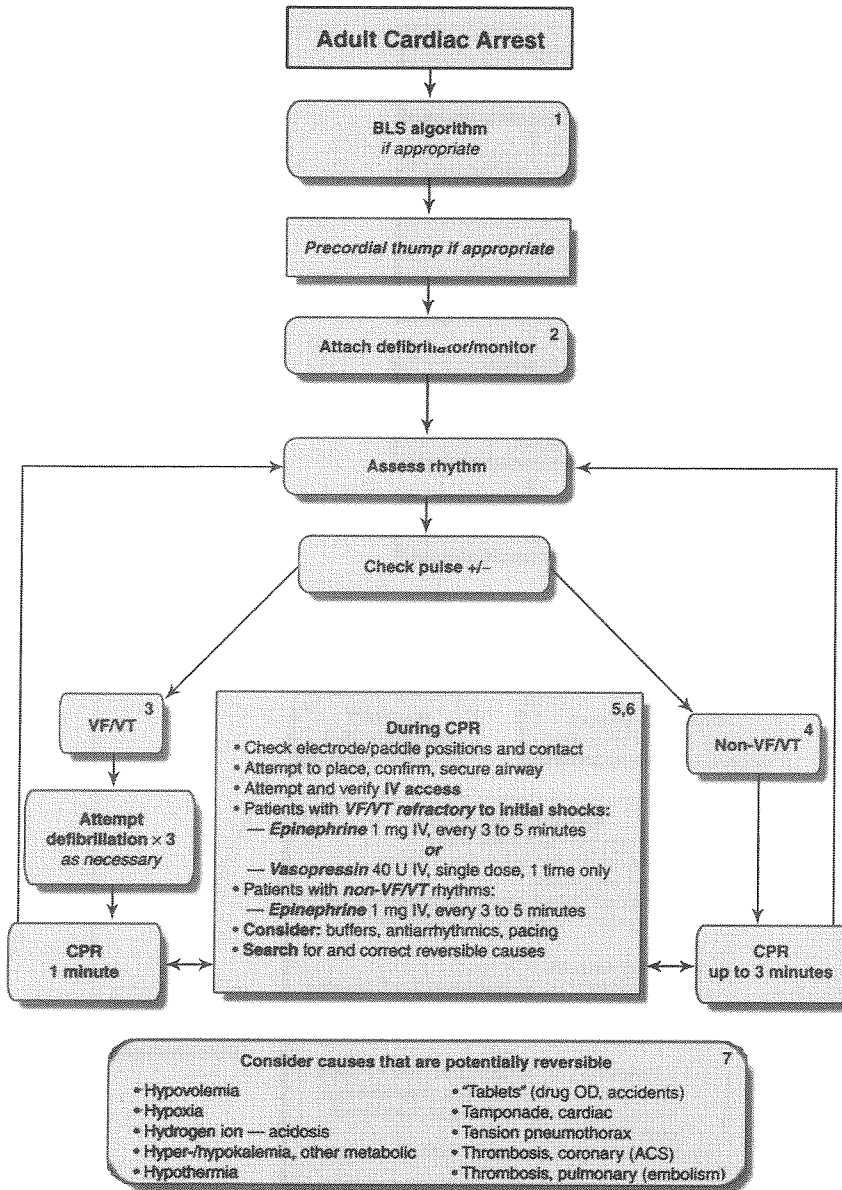 Adult Cardiac Arrest
1
BLS algorithm
if appropriate
Precordial thump if appropriate
2
Attach defibrillator/monitor
Assess rhythm
Check pulse +/–
3
VF/VT
Attempt
defibrillation × 3
as necessary
CPR
1 minute
5,6
During CPR
• Check electrode/paddle positions and contact
• Attempt to place, confirm, secure airway
• Attempt and verify IV access
• Patients with VF/VT refractory to initial shocks:
— Epinephrine 1 mg IV, every 3 to 5 minutes
or
— Vasopressin 40 U IV, single dose, 1 time only
• Patients with non-VF/VT rhythms:
— Epinephrine 1 mg IV, every 3 to 5 minutes
• Consider: buffers, antiarrhythmics, pacing
• Search for and correct reversible causes
4
Non-VF/VT
CPR
up to 3 minutes
7
Consider causes that are potentially reversible
• Hypovolemia
• Hypoxia
• Hydrogen ion — acidosis
• Hyper-/hypokalemia, other metabolic
• Hypothermia
• "Tablets" (drug OD, accidents)
• Tamponade, cardiac
• Tension pneumothorax
• Thrombosis, coronary (ACS)
• Thrombosis, pulmonary (embolism)